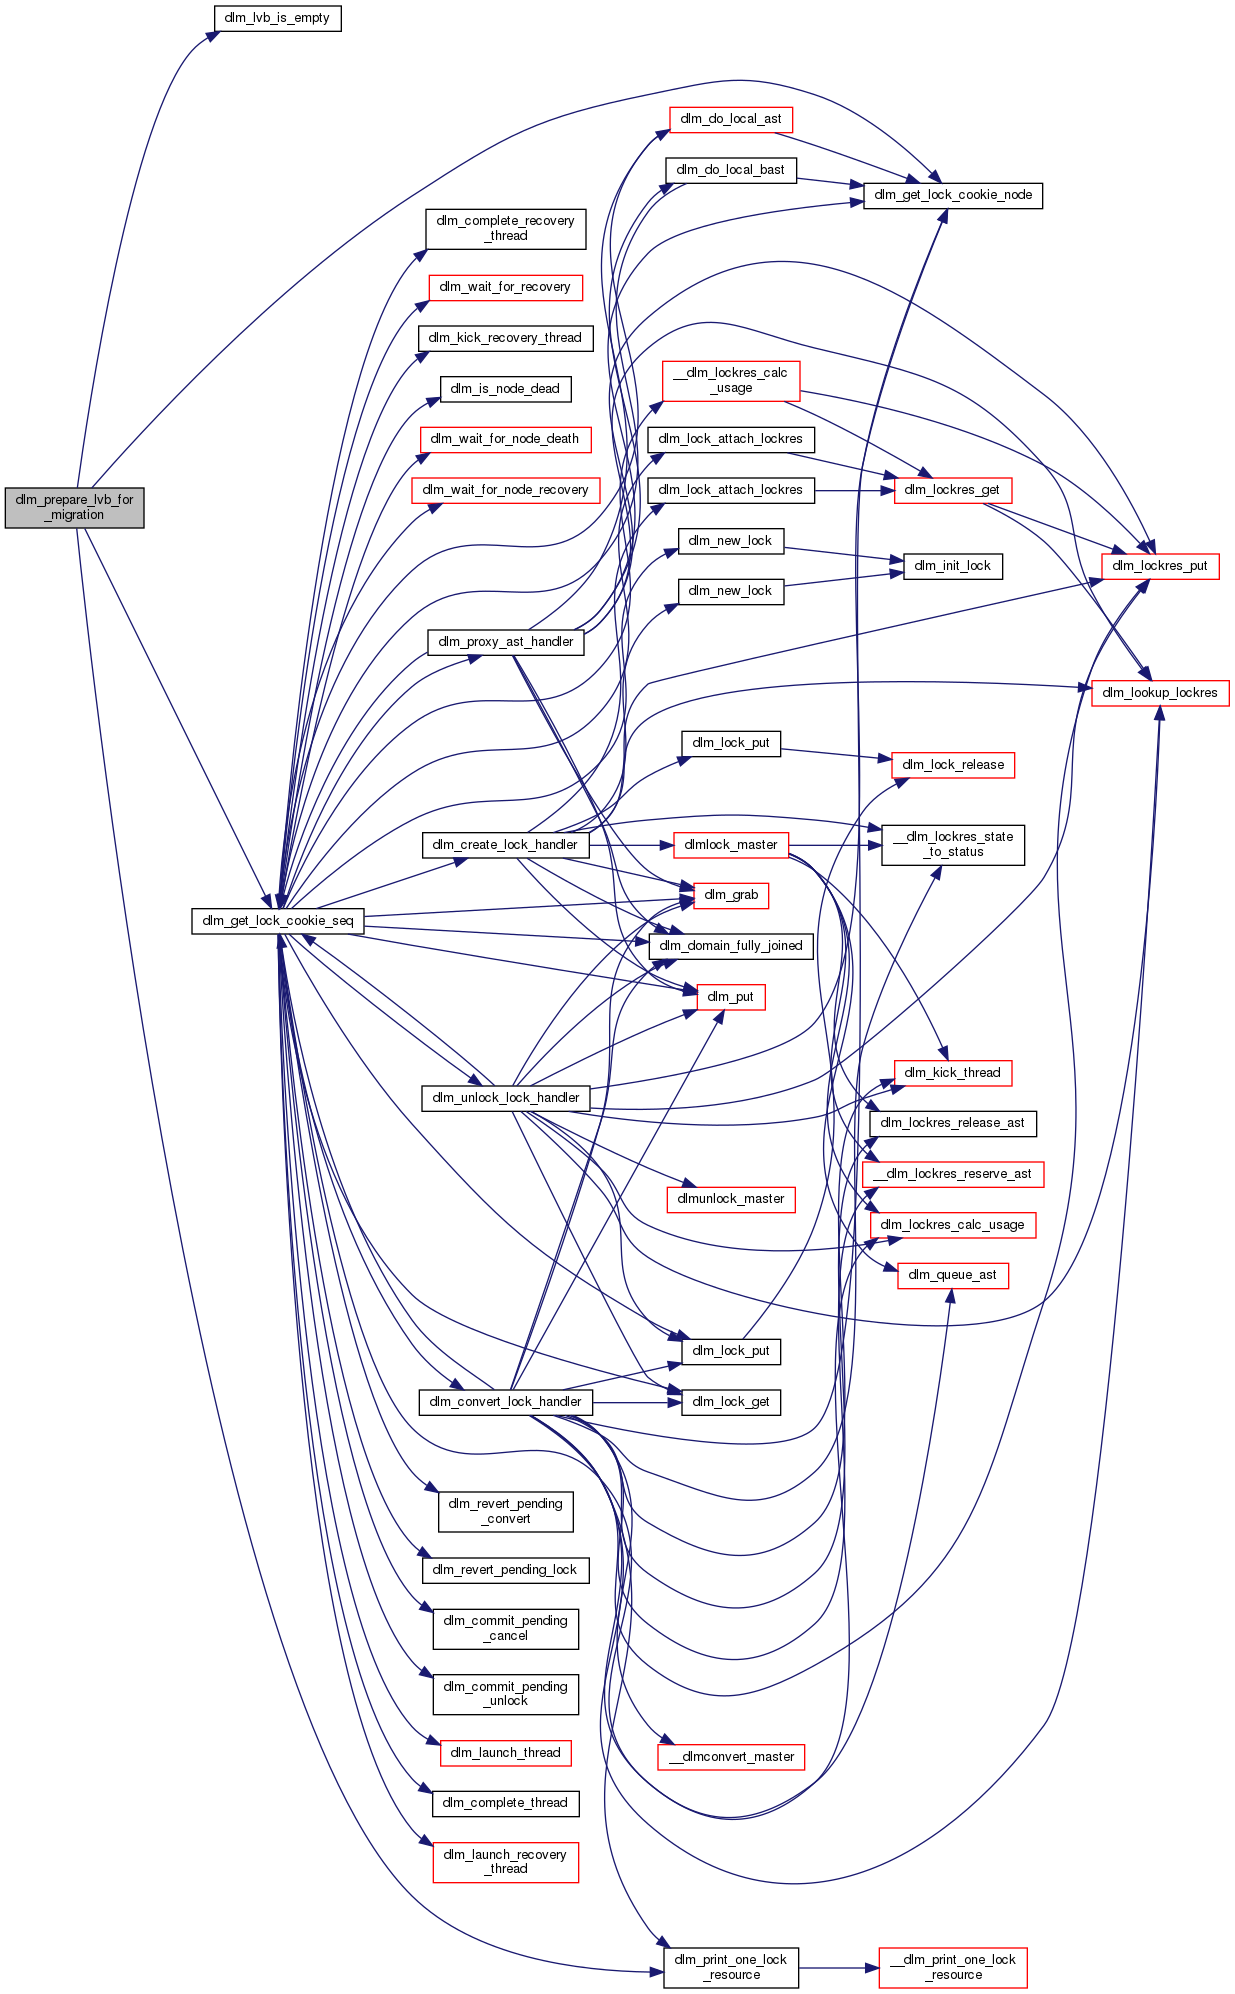 dlm_lvb_is_empty
dlm_do_local_ast
dlm_do_local_bast
dlm_get_lock_cookie_node
dlm_complete_recovery
_thread
dlm_wait_for_recovery
dlm_kick_recovery_thread
__dlm_lockres_calc
_usage
dlm_is_node_dead
dlm_wait_for_node_death
dlm_lock_attach_lockres
dlm_wait_for_node_recovery
dlm_lock_attach_lockres
dlm_lockres_get
dlm_prepare_lvb_for
_migration
dlm_new_lock
dlm_init_lock
dlm_lockres_put
dlm_new_lock
dlm_proxy_ast_handler
dlm_lookup_lockres
dlm_lock_put
dlm_lock_release
dlm_create_lock_handler
dlmlock_master
__dlm_lockres_state
_to_status
dlm_grab
dlm_get_lock_cookie_seq
dlm_domain_fully_joined
dlm_put
dlm_kick_thread
dlm_unlock_lock_handler
dlm_lockres_release_ast
__dlm_lockres_reserve_ast
dlmunlock_master
dlm_lockres_calc_usage
dlm_queue_ast
dlm_lock_put
dlm_convert_lock_handler
dlm_lock_get
dlm_revert_pending
_convert
dlm_revert_pending_lock
dlm_commit_pending
_cancel
dlm_commit_pending
_unlock
dlm_launch_thread
__dlmconvert_master
dlm_complete_thread
dlm_launch_recovery
_thread
dlm_print_one_lock
_resource
__dlm_print_one_lock
_resource